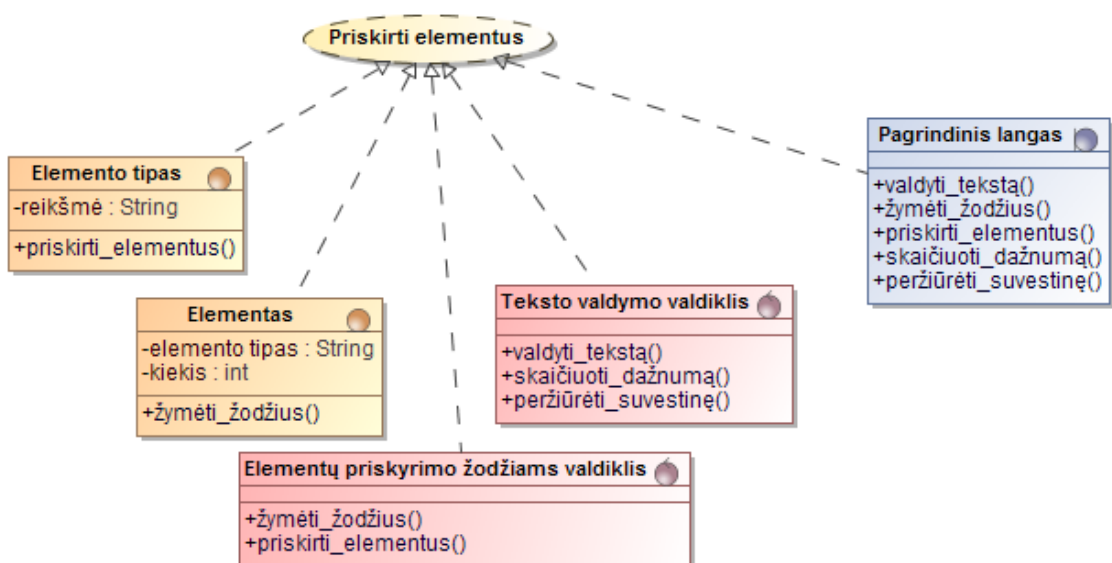 Priskirti elementus
Elemento tipas
-reikšmė : String
+priskirti_elementus()
Pagrindinis langas
+valdyti_tekstą()
+žymėti_žodžius()
+priskirti_elementus()
+skaičiuoti_dažnumą()
+peržiūrėti_suvestinę()
Elementas
-elemento tipas : String
-kiekis : int
+žymėti_žodžius()
Teksto valdymo valdiklis
+valdyti_tekstą()
+skaičiuoti_dažnumą()
+peržiūrėti_suvestinę()
Elementų priskyrimo žodžiams valdiklis
+žymėti_žodžius()
+priskirti_elementus()